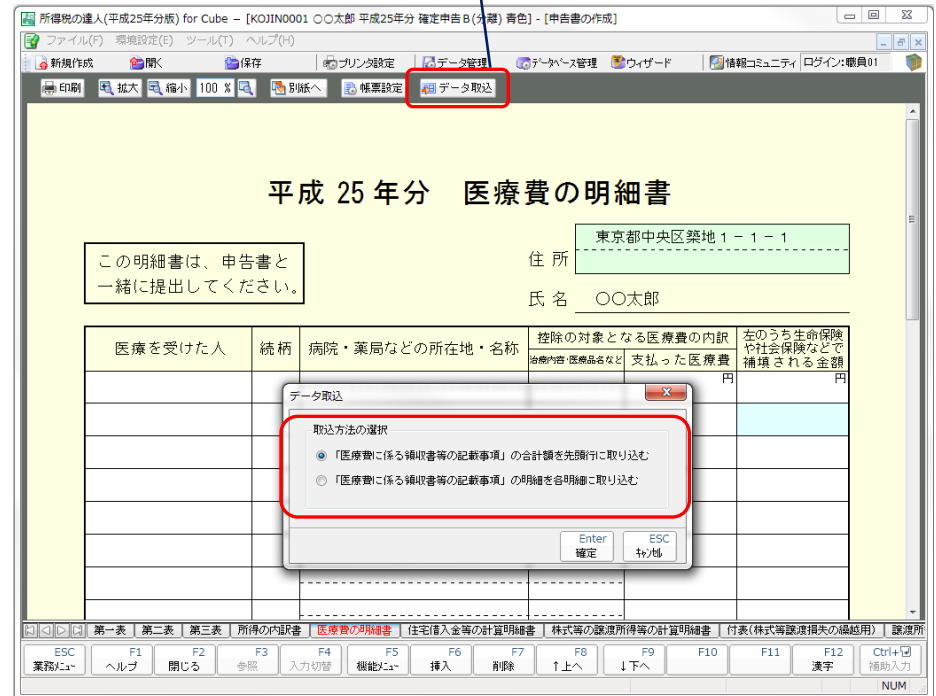 所得税の達人(平成25年分版) for Cube - [KOJIN0001 〇〇太郎 平成25年分 確定申告B(分離) 青色] - [申告書の作成]
ファイル(F) 環境設定(E) ツール(T) ヘルプ(H)
新規作成 開く 保存 プリンタ設定 データ管理 データベース管理 ウィザード 情報コミュニティ ログイン:職員01
印刷 拡大 縮小 100 % 別紙へ 帳票設定 データ取込
平成 25 年分 医療費の明細書
東京都中央区築地1-1-1
住 所
この明細書は、申告書と
一緒に提出してください。
氏 名 〇〇太郎
医療を受けた人 続柄 病院・薬局などの所在地・名称 控除の対象となる医療費の内訳 左のうち生命保険
や社会保険などで
補填される金額
治療内容・医療品名など 支払った医療費
円 円
データ取込
取込方法の選択
「医療費に係る領収書等の記載事項」の合計額を先頭行に取り込む
「医療費に係る領収書等の記載事項」の明細を各明細に取り込む
Enter ESC
確定 キャンセル
第一表 第二表 第三表 所得の内訳書 医療費の明細書 住宅借入金等の計算明細書 株式等の譲渡所得等の計算明細書 付表(株式等譲渡損失の繰越用) 譲渡所
ESC F1 F2 F3 F4 F5 F6 F7 F8 F9 F10 F11 F12 Ctrl+
業務メニュー ヘルプ 閉じる 参照 入力切替 機能メニュー 挿入 削除 ↑上へ ↓下へ 漢字 補助入力
NUM